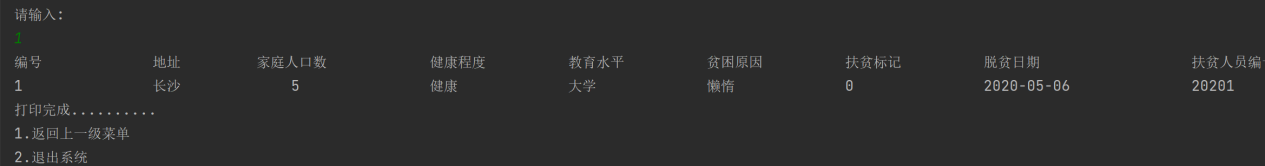 请输入:
1
编号 地址 家庭人口数 健康程度 教育水平 贫困原因 扶贫标记 脱贫日期 扶贫人员编
1 长沙 5 健康 大学 懒惰 0 2020-05-06 20201
打印完成..........
1.返回上一级菜单
2.退出系统